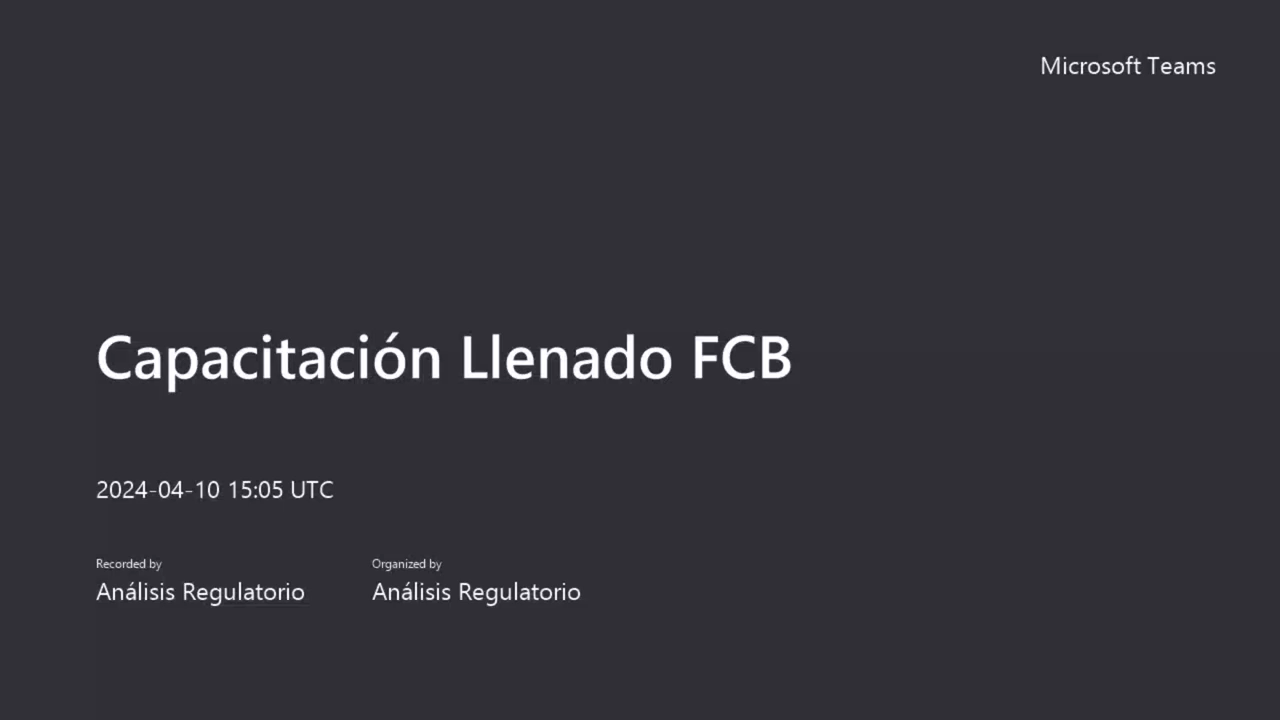 Microsoft Teams
Capacitación Llenado FCB
2024-04-10 15:05 UTC
Recorded by
Análisis Regulatorio
Organized by
Análisis Regulatorio